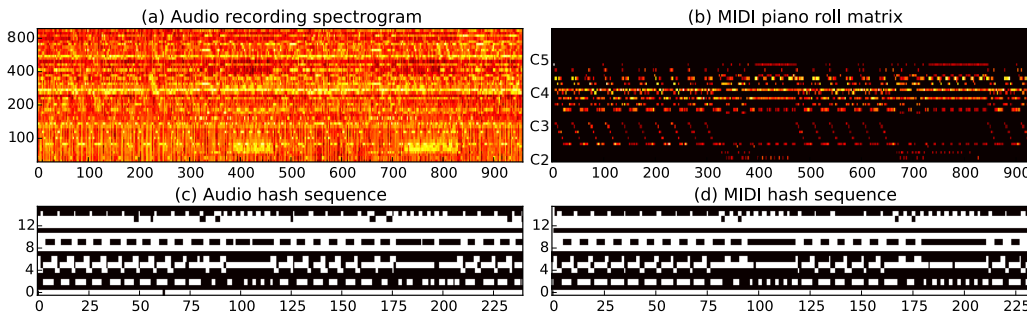 (a) Audio recording spectrogram
800
400
200
100
0 100 200 300 400 500 600 700 800 900
(b) MIDI piano roll matrix
C5
C4
C3
C2
0 100 200 300 400 500 600 700 800 900
(c) Audio hash sequence
12
8
4
0
0 25 50 75 100 125 150 175 200 225
(d) MIDI hash sequence
12
8
4
0
0 25 50 75 100 125 150 175 200 225